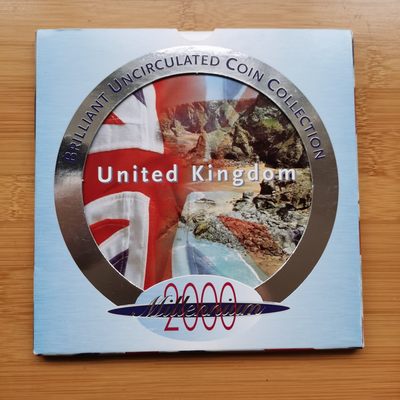 BRILLIANT UNCIRCULATED COIN COLLECTION
United Kingdom
Millennium
2000